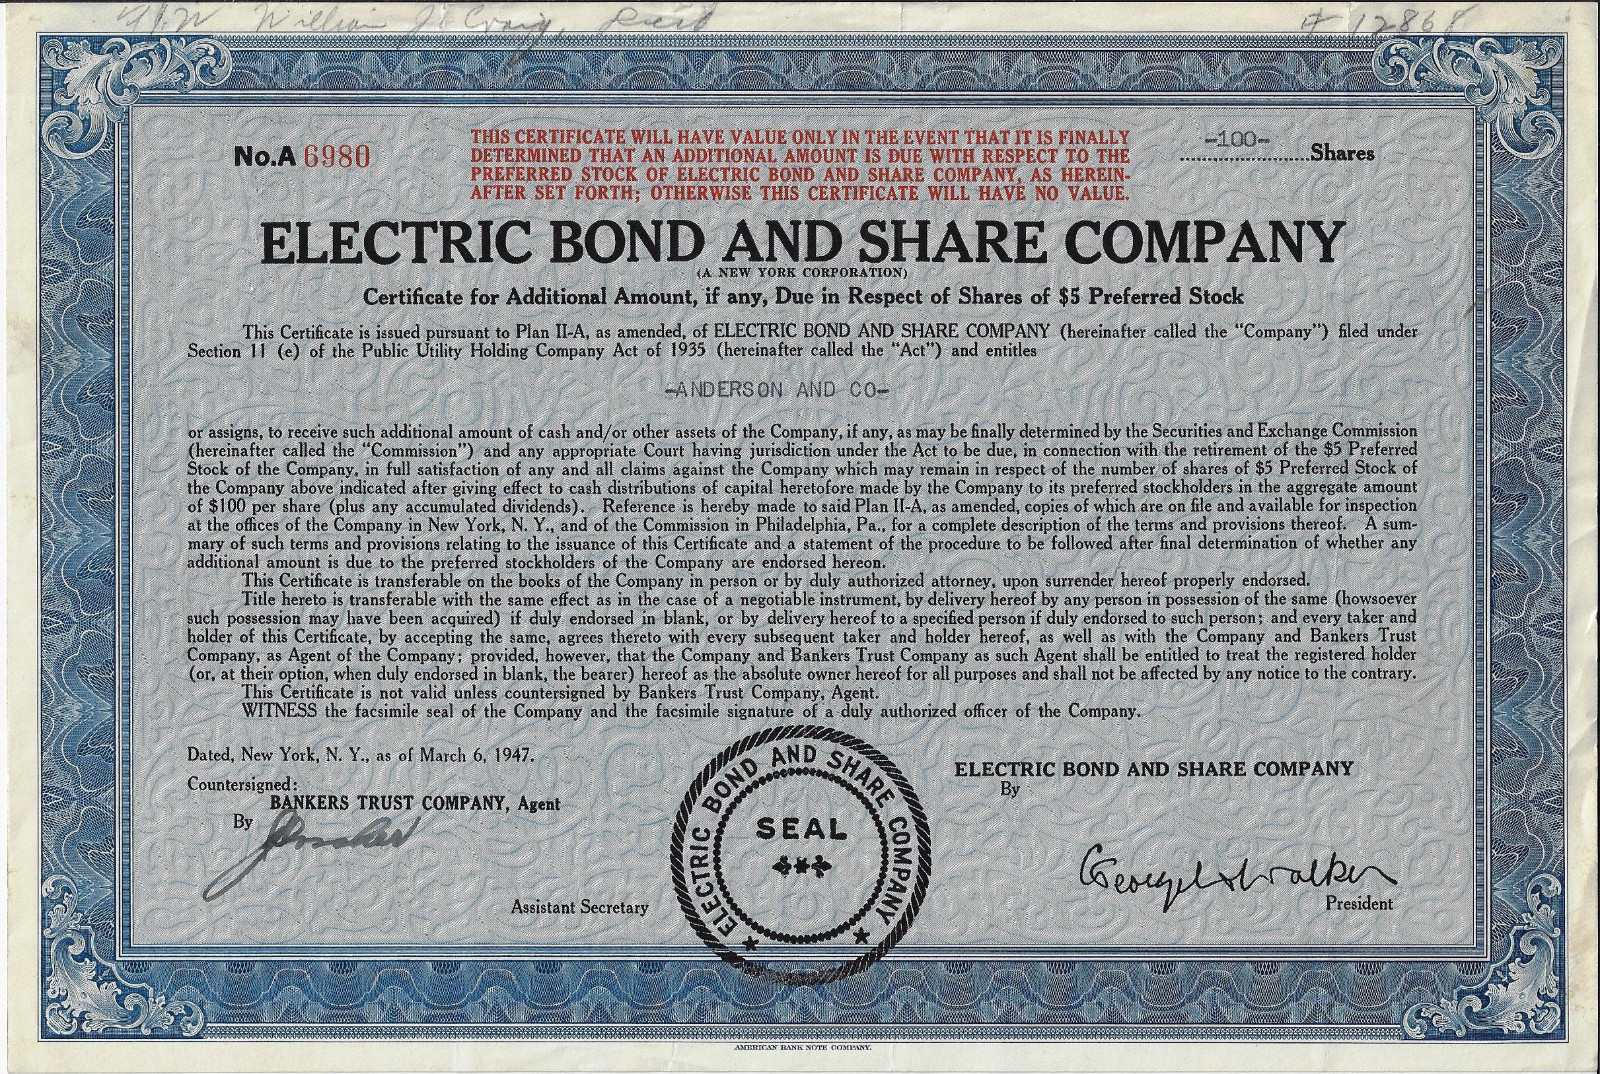 William J. Craig,
# 12868
No. A 6980
THIS CERTIFICATE WILL HAVE VALUE ONLY IN THE EVENT THAT IT IS FINALLY
DETERMINED THAT AN ADDITIONAL AMOUNT IS DUE WITH RESPECT TO THE
PREFERRED STOCK OF ELECTRIC BOND AND SHARE COMPANY, AS HEREIN-
AFTER SET FORTH; OTHERWISE THIS CERTIFICATE WILL HAVE NO VALUE.
-100- Shares
ELECTRIC BOND AND SHARE COMPANY
(A NEW YORK CORPORATION)
Certificate for Additional Amount, if any, Due in Respect of Shares of $5 Preferred Stock
This Certificate is issued pursuant to Plan II-A, as amended, of ELECTRIC BOND AND SHARE COMPANY (hereinafter called the "Company") filed under
Section 11 (e) of the Public Utility Holding Company Act of 1935 (hereinafter called the "Act") and entitles
-ANDERSON AND CO-
or assigns, to receive such additional amount of cash and/or other assets of the Company, if any, as may be finally determined by the Securities and Exchange Commission
(hereinafter called the "Commission") and any appropriate Court having jurisdiction under the Act to be due, in connection with the retirement of the $5 Preferred
Stock of the Company, in full satisfaction of any and all claims against the Company which may remain in respect of the number of shares of $5 Preferred Stock of
the Company above indicated after giving effect to cash distributions of capital heretofore made by the Company to its preferred stockholders in the aggregate amount
of $100 per share (plus any accumulated dividends). Reference is hereby made to said Plan II-A, as amended, copies of which are on file and available for inspection
at the offices of the Company in New York, N. Y., and of the Commission in Philadelphia, Pa., for a complete description of the terms and provisions thereof. A sum-
mary of such terms and provisions relating to the issuance of this Certificate and a statement of the procedure to be followed after final determination of whether any
additional amount is due to the preferred stockholders of the Company are endorsed hereon.
This Certificate is transferable on the books of the Company in person or by duly authorized attorney, upon surrender hereof properly endorsed.
Title hereto is transferable with the same effect as in the case of a negotiable instrument, by delivery hereof by any person in possession of the same (howsoever
such possession may have been acquired) if duly endorsed in blank, or by delivery hereof to a specified person if duly endorsed to such person; and every taker and
holder of this Certificate, by accepting the same, agrees thereto with every subsequent taker and holder hereof, as well as with the Company and Bankers Trust
Company, as Agent of the Company; provided, however, that the Company and Bankers Trust Company as such Agent shall be entitled to treat the registered holder
(or, at their option, when duly endorsed in blank, the bearer) hereof as the absolute owner hereof for all purposes and shall not be affected by any notice to the contrary.
This Certificate is not valid unless countersigned by Bankers Trust Company, Agent.
WITNESS the facsimile seal of the Company and the facsimile signature of a duly authorized officer of the Company.
Dated, New York, N. Y., as of March 6, 1947.
Countersigned:
BANKERS TRUST COMPANY, Agent
By
Assistant Secretary
ELECTRIC BOND AND SHARE COMPANY
SEAL
ELECTRIC BOND AND SHARE COMPANY
By
George H Walker
President
AMERICAN BANK NOTE COMPANY.